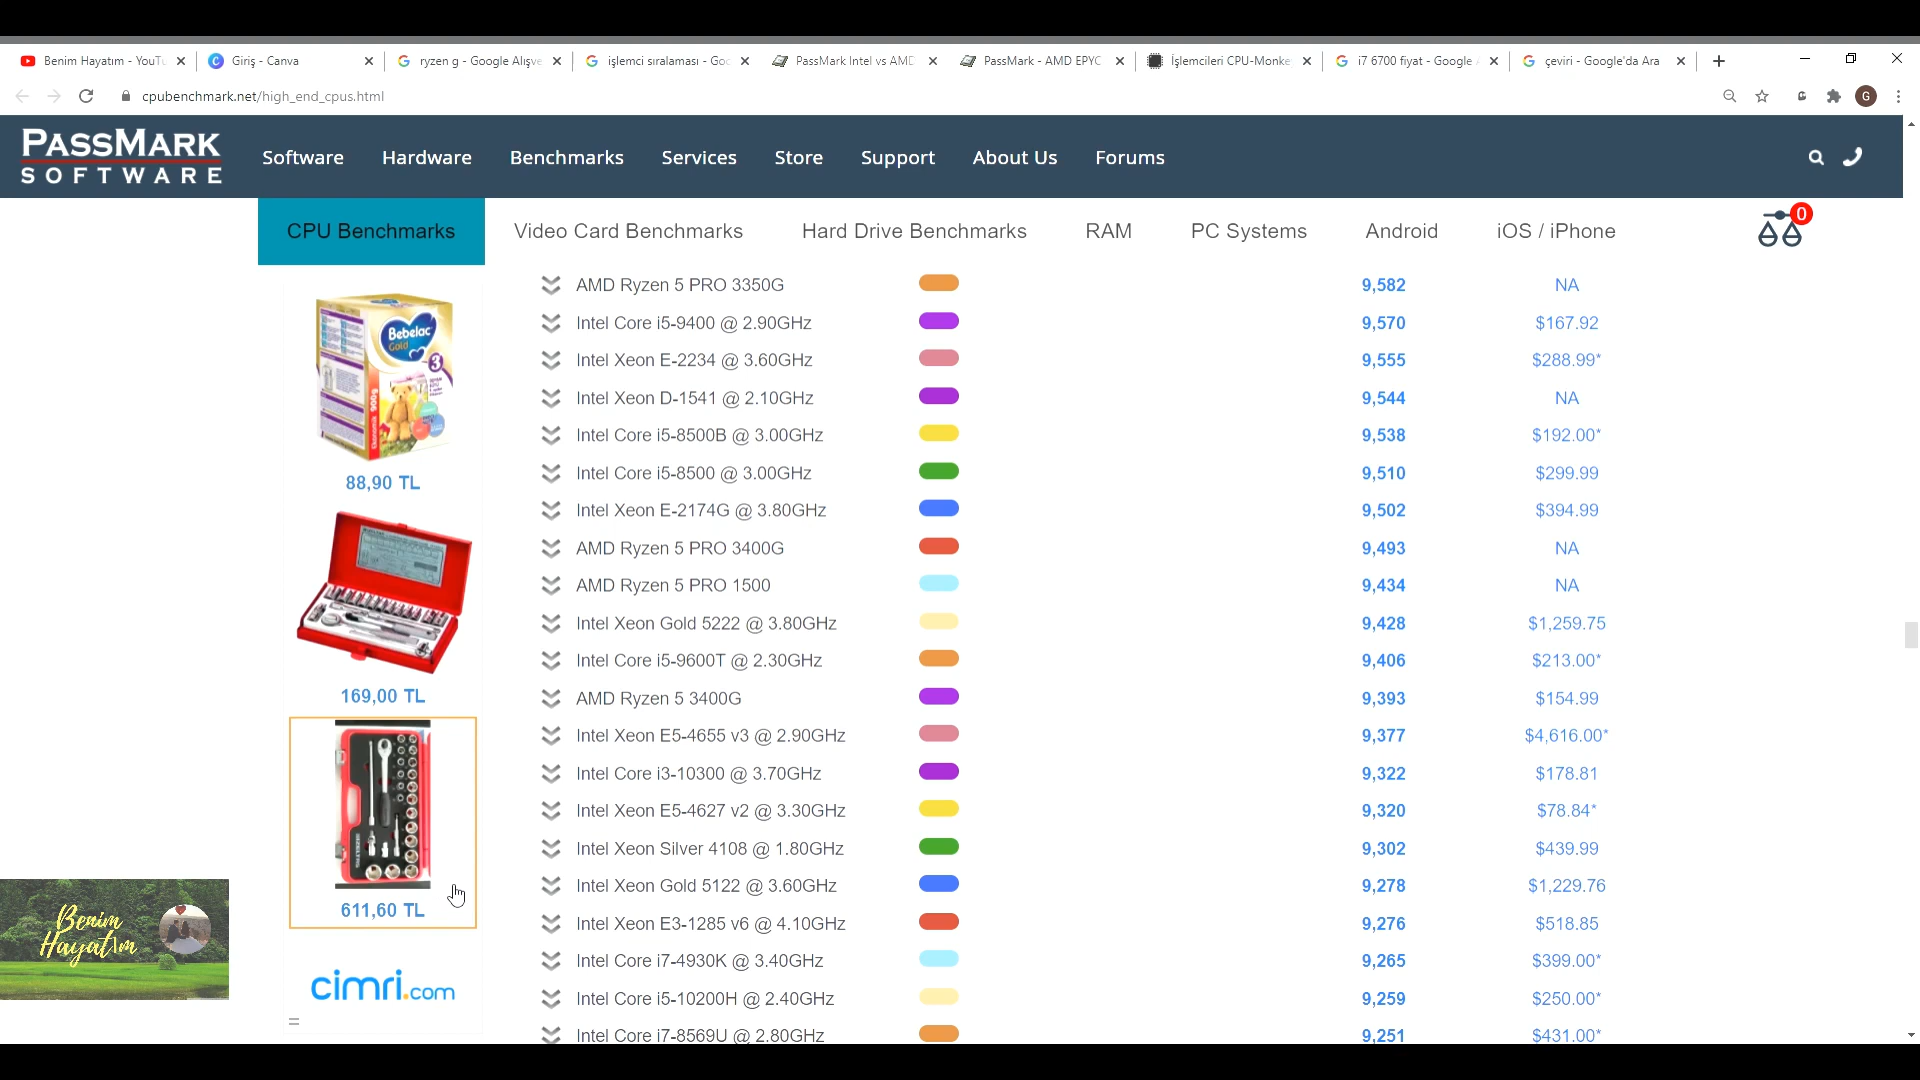 Benim Hayatım - YouTu
Giriş - Canva
ryzen g - Google Alışve
işlemci sıralaması - Goo
PassMark Intel vs AMD
PassMark - AMD EPYC
İşlemcileri CPU-Monke
i7 6700 fiyat - Google
çeviri - Google'da Ara
cpubenchmark.net/high_end_cpus.html
G
PASSMARK
SOFTWARE
Software Hardware Benchmarks Services Store Support About Us Forums
CPU Benchmarks Video Card Benchmarks Hard Drive Benchmarks RAM PC Systems Android iOS / iPhone
0
AMD Ryzen 5 PRO 3350G 9,582 NA
Intel Core i5-9400 @ 2.90GHz 9,570 $167.92
Intel Xeon E-2234 @ 3.60GHz 9,555 $288.99*
Intel Xeon D-1541 @ 2.10GHz 9,544 NA
Intel Core i5-8500B @ 3.00GHz 9,538 $192.00*
Intel Core i5-8500 @ 3.00GHz 9,510 $299.99
Intel Xeon E-2174G @ 3.80GHz 9,502 $394.99
AMD Ryzen 5 PRO 3400G 9,493 NA
AMD Ryzen 5 PRO 1500 9,434 NA
Intel Xeon Gold 5222 @ 3.80GHz 9,428 $1,259.75
Intel Core i5-9600T @ 2.30GHz 9,406 $213.00*
AMD Ryzen 5 3400G 9,393 $154.99
Intel Xeon E5-4655 v3 @ 2.90GHz 9,377 $4,616.00*
Intel Core i3-10300 @ 3.70GHz 9,322 $178.81
Intel Xeon E5-4627 v2 @ 3.30GHz 9,320 $78.84*
Intel Xeon Silver 4108 @ 1.80GHz 9,302 $439.99
Intel Xeon Gold 5122 @ 3.60GHz 9,278 $1,229.76
Intel Xeon E3-1285 v6 @ 4.10GHz 9,276 $518.85
Intel Core i7-4930K @ 3.40GHz 9,265 $399.00*
Intel Core i5-10200H @ 2.40GHz 9,259 $250.00*
Intel Core i7-8569U @ 2.80GHz 9,251 $431.00*
Bebelac
Gold
3
900g
88,90 TL
169,00 TL
611,60 TL
cimri.com
Benim
Hayatım